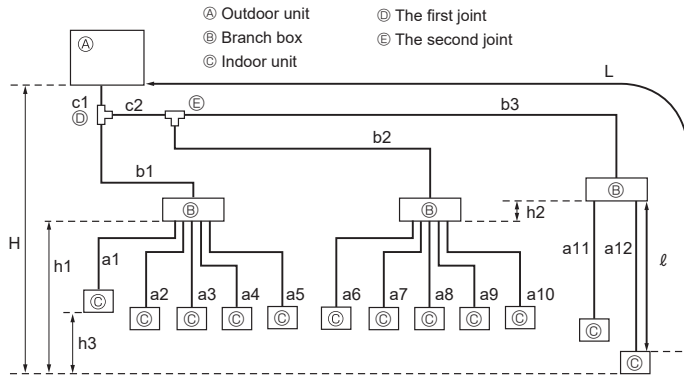 Ⓐ Outdoor unit
Ⓑ Branch box
Ⓒ Indoor unit
Ⓓ The first joint
Ⓔ The second joint
Ⓐ
L
c1
Ⓓ
c2
Ⓔ
b3
b2
b1
Ⓑ
Ⓑ
Ⓑ
h2
H
h1
a1
a2
a3
a4
a5
a6
a7
a8
a9
a10
a11
a12
ℓ
Ⓒ
Ⓒ
Ⓒ
Ⓒ
Ⓒ
Ⓒ
Ⓒ
Ⓒ
Ⓒ
Ⓒ
Ⓒ
h3
Ⓒ